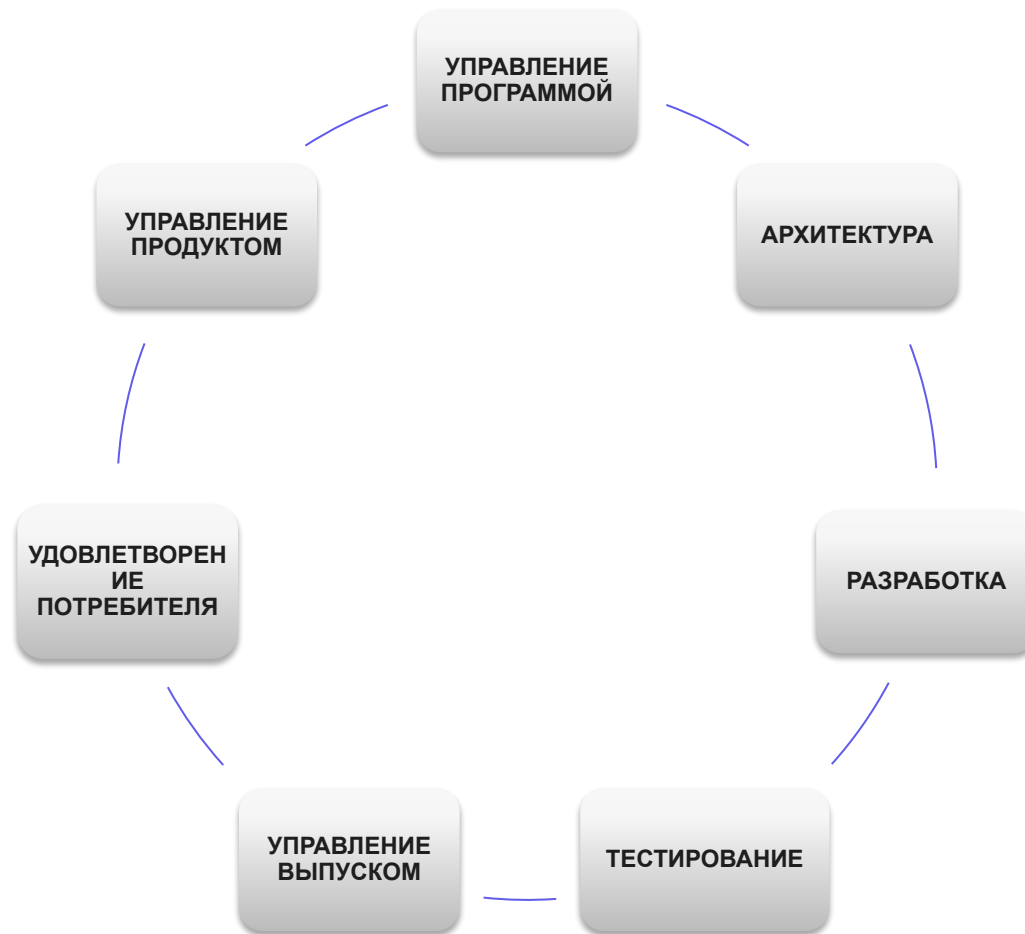 УПРАВЛЕНИЕ
ПРОГРАММОЙ
АРХИТЕКТУРА
РАЗРАБОТКА
ТЕСТИРОВАНИЕ
УПРАВЛЕНИЕ
ВЫПУСКОМ
УДОВЛЕТВОРЕН
ИЕ
ПОТРЕБИТЕЛЯ
УПРАВЛЕНИЕ
ПРОДУКТОМ